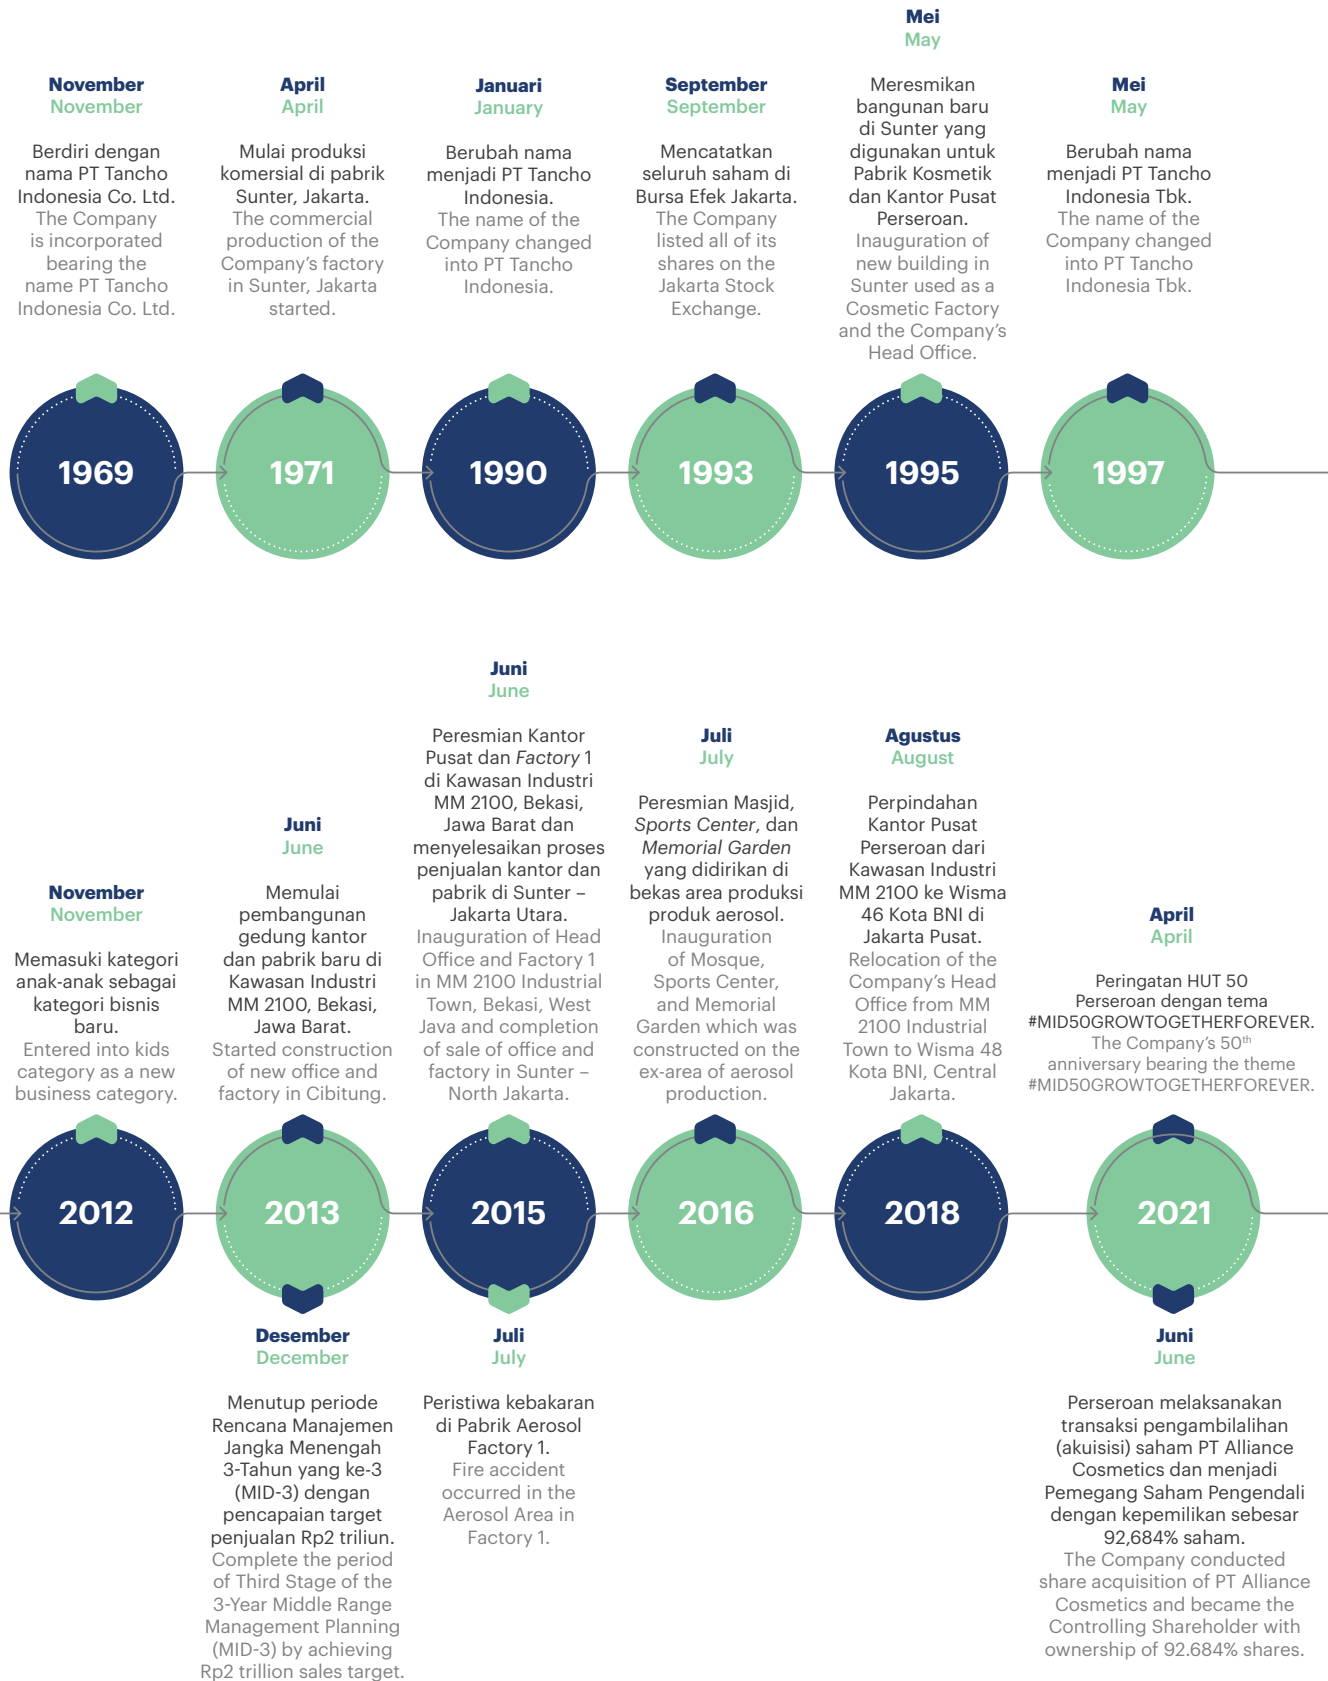 November
November
Berdiri dengan
nama PT Tancho
Indonesia Co. Ltd.
The Company
is incorporated
bearing the
name PT Tancho
Indonesia Co. Ltd.
1969
April
April
Mulai produksi
komersial di pabrik
Sunter, Jakarta.
The commercial
production of the
Company's factory
in Sunter, Jakarta
started.
1971
Januari
January
Berubah nama
menjadi PT Tancho
Indonesia.
The name of the
Company changed
into PT Tancho
Indonesia.
1990
September
September
Mencatatkan
seluruh saham di
Bursa Efek Jakarta.
The Company
listed all of its
shares on the
Jakarta Stock
Exchange.
1993
Mei
May
Meresmikan
bangunan baru
di Sunter yang
digunakan untuk
Pabrik Kosmetik
dan Kantor Pusat
Perseroan.
Inauguration of
new building in
Sunter used as a
Cosmetic Factory
and the Company's
Head Office.
1995
Mei
May
Berubah nama
menjadi PT Tancho
Indonesia Tbk.
The name of the
Company changed
into PT Tancho
Indonesia Tbk.
1997
November
November
Memasuki kategori
anak-anak sebagai
kategori bisnis
baru.
Entered into kids
category as a new
business category.
2012
Juni
June
Memulai
pembangunan
gedung kantor
dan pabrik baru di
Kawasan Industri
MM 2100, Bekasi,
Jawa Barat.
Started construction
of new office and
factory in Cibitung.
2013
Desember
December
Menutup periode
Rencana Manajemen
Jangka Menengah
3-Tahun yang ke-3
(MID-3) dengan
pencapaian target
penjualan Rp2 triliun.
Complete the period
of Third Stage of the
3-Year Middle Range
Management Planning
(MID-3) by achieving
Rp2 trillion sales target.
Juni
June
Peresmian Kantor
Pusat dan Factory 1
di Kawasan Industri
MM 2100, Bekasi,
Jawa Barat dan
menyelesaikan proses
penjualan kantor dan
pabrik di Sunter –
Jakarta Utara.
Inauguration of Head
Office and Factory 1
in MM 2100 Industrial
Town, Bekasi, West
Java and completion
of sale of office and
factory in Sunter –
North Jakarta.
2015
Juli
July
Peristiwa kebakaran
di Pabrik Aerosol
Factory 1.
Fire accident
occurred in the
Aerosol Area in
Factory 1.
Juli
July
Peresmian Masjid,
Sports Center, dan
Memorial Garden
yang didirikan di
bekas area produksi
produk aerosol.
Inauguration
of Mosque,
Sports Center,
and Memorial
Garden which was
constructed on the
ex-area of aerosol
production.
2016
Agustus
August
Perpindahan
Kantor Pusat
Perseroan dari
Kawasan Industri
MM 2100 ke Wisma
46 Kota BNI di
Jakarta Pusat.
Relocation of the
Company's Head
Office from MM
2100 Industrial
Town to Wisma 48
Kota BNI, Central
Jakarta.
2018
April
April
Peringatan HUT 50
Perseroan dengan tema
#MID50GROWTOGETHERFOREVER.
The Company's 50th
anniversary bearing the theme
#MID50GROWTOGETHERFOREVER.
2021
Juni
June
Perseroan melaksanakan
transaksi pengambilalihan
(akuisisi) saham PT Alliance
Cosmetics dan menjadi
Pemegang Saham Pengendali
dengan kepemilikan sebesar
92,684% saham.
The Company conducted
share acquisition of PT Alliance
Cosmetics and became the
Controlling Shareholder with
ownership of 92.684% shares.